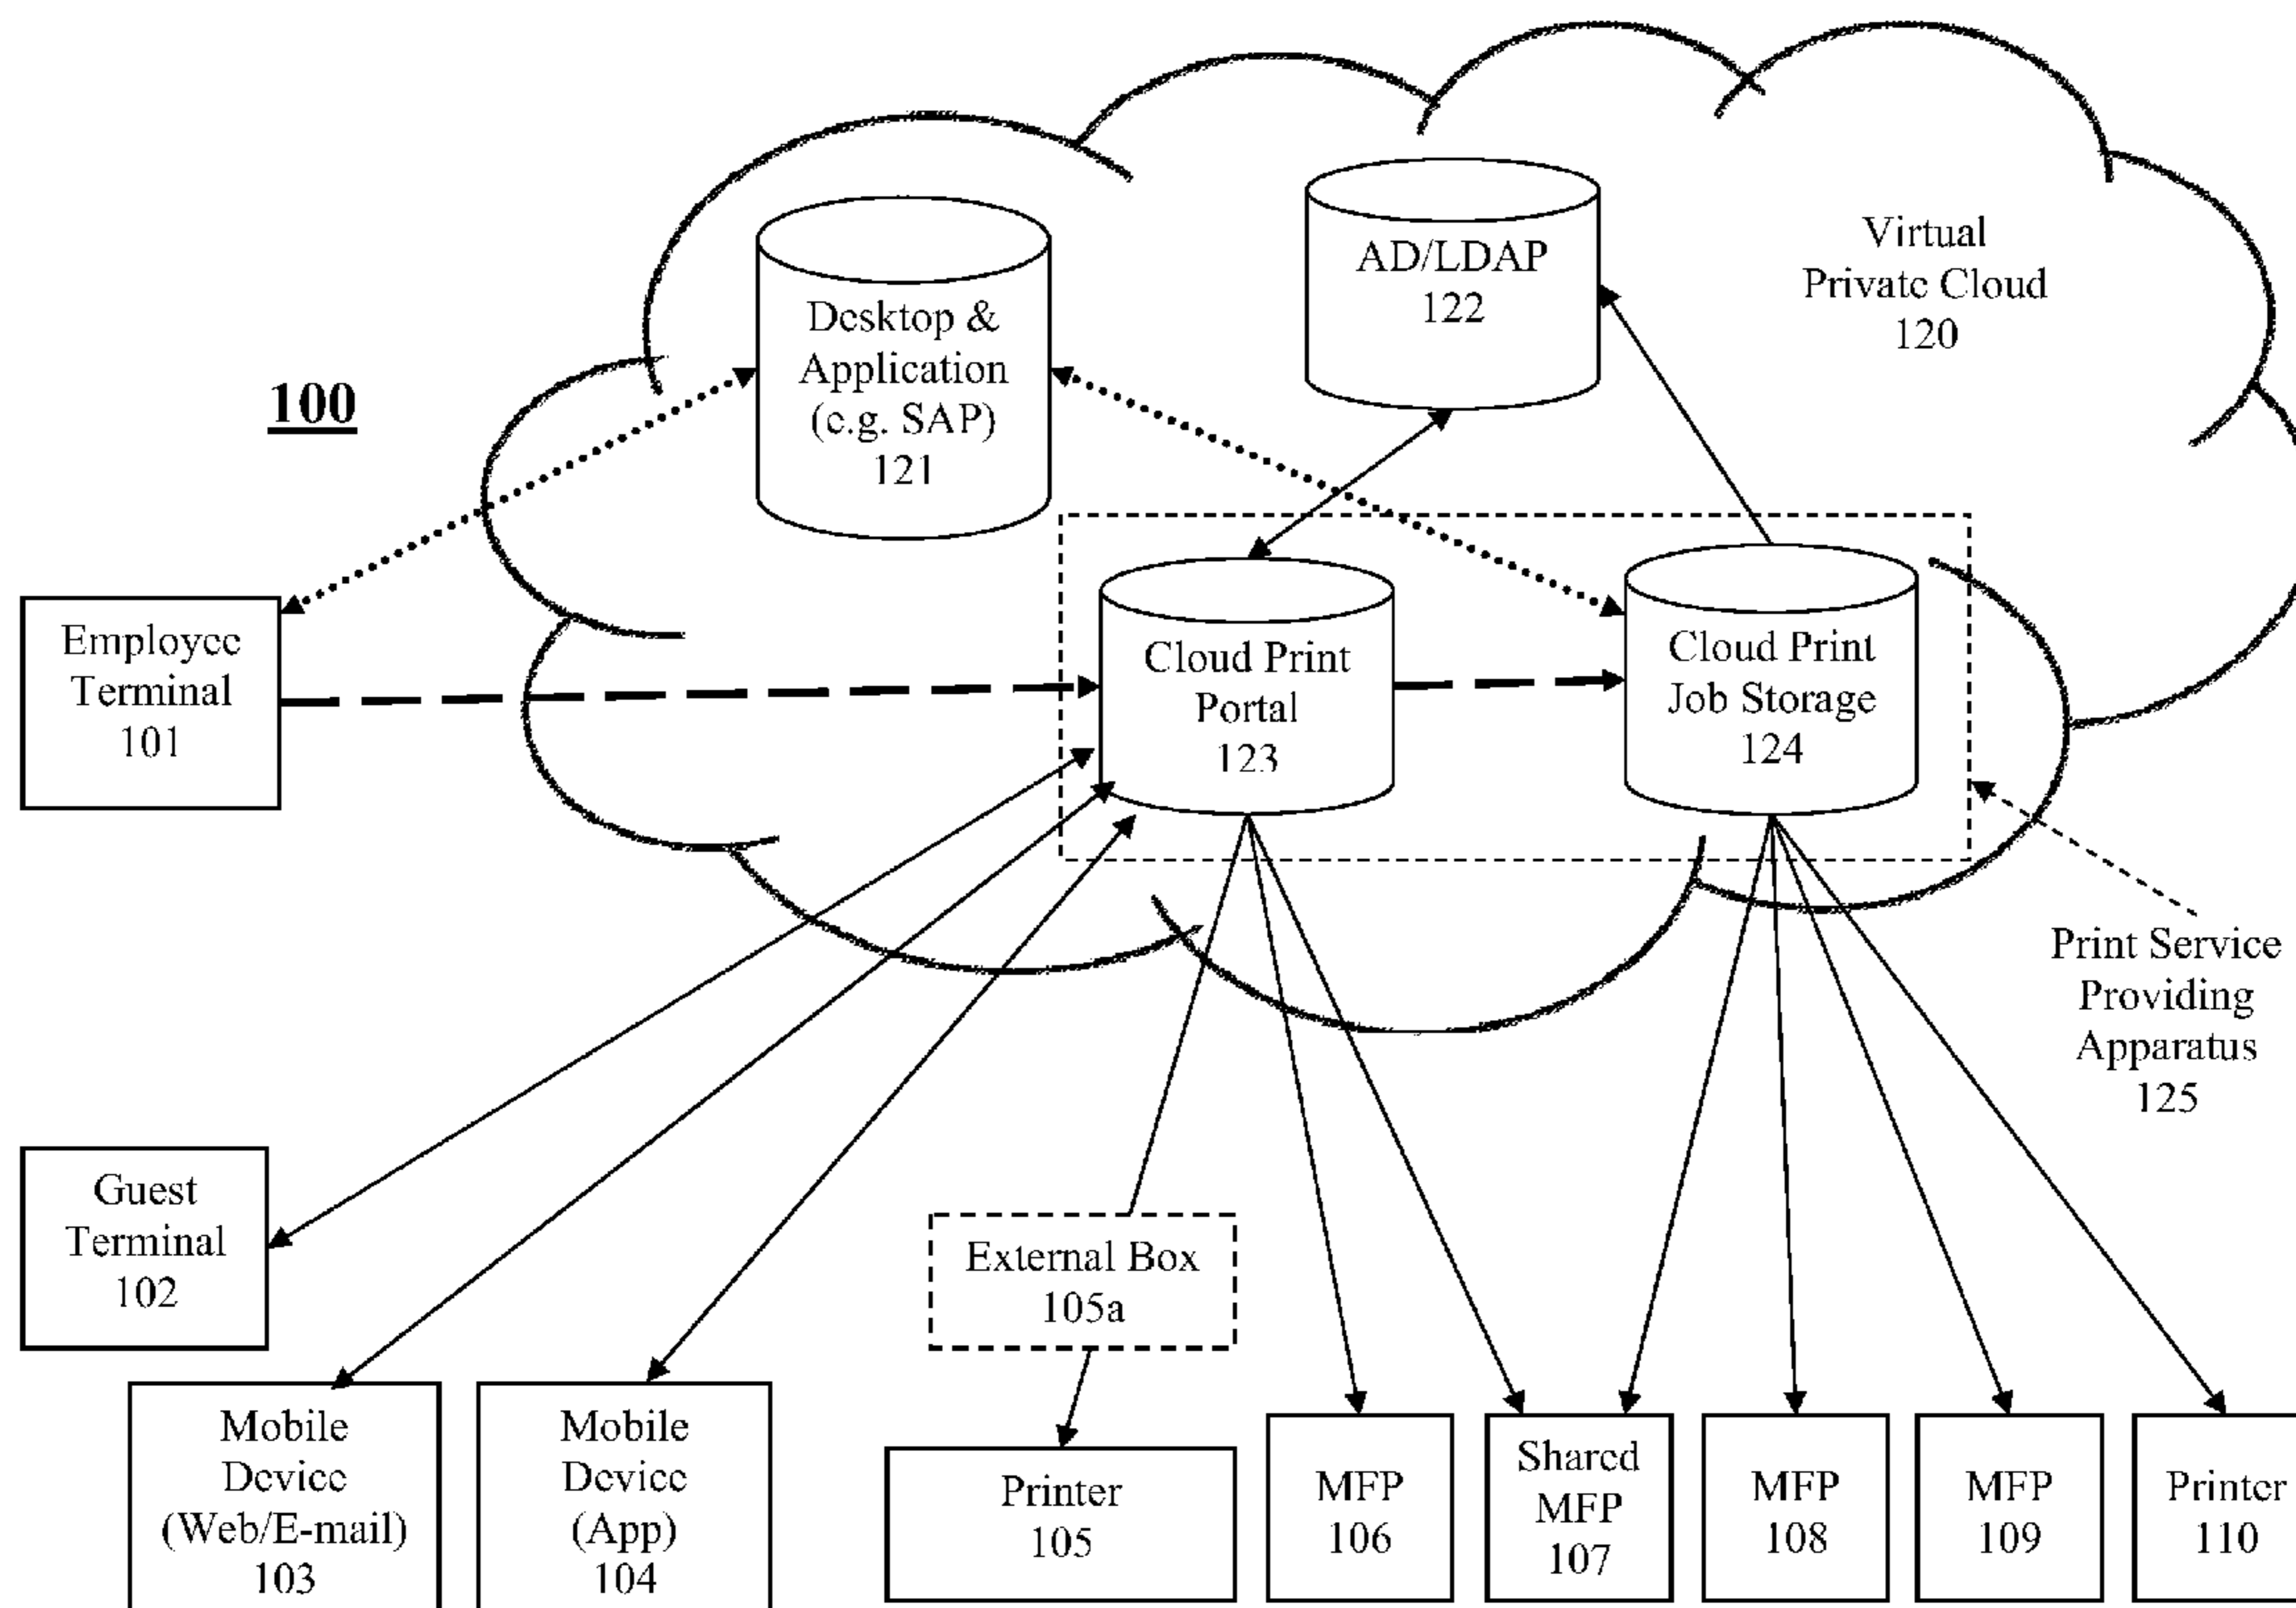 100
Virtual
Private Cloud
120
AD/LDAP
122
Desktop &
Application
(e.g. SAP)
121
Employee
Terminal
101
Cloud Print
Portal
123
Cloud Print
Job Storage
124
Print Service
Providing
Apparatus
125
Guest
Terminal
102
External Box
105a
Mobile
Device
(Web/E-mail)
103
Mobile
Device
(App)
104
Printer
105
MFP
106
Shared
MFP
107
MFP
108
MFP
109
Printer
110